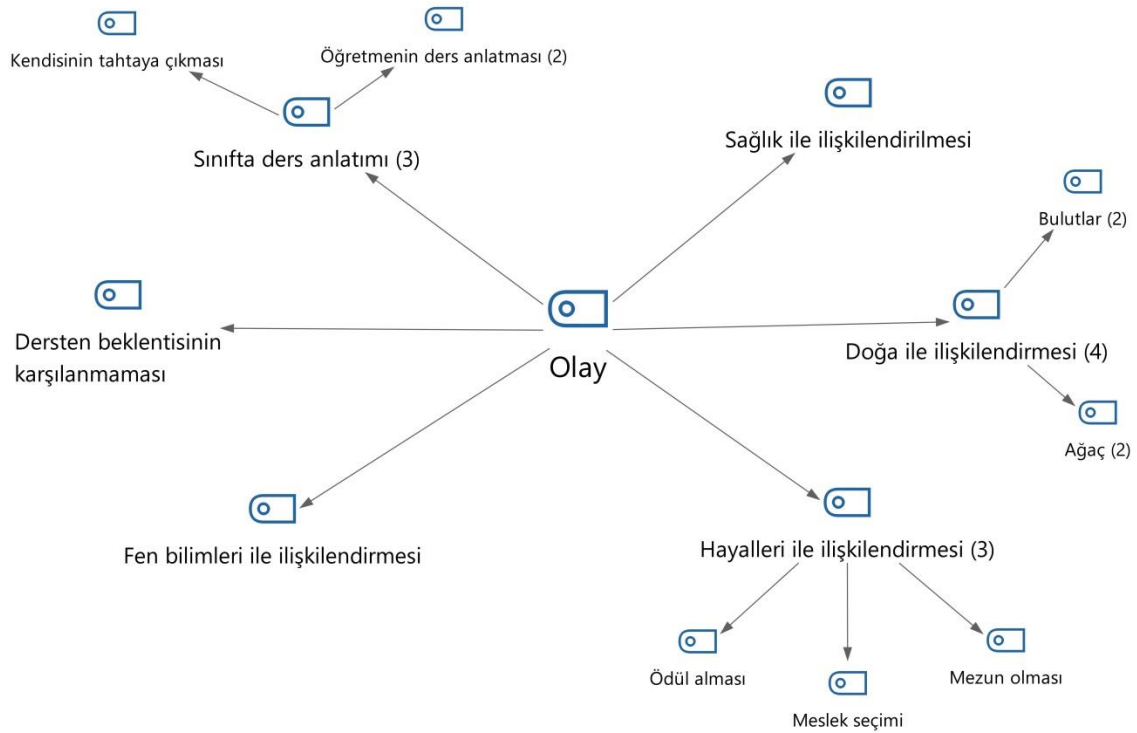 Kendisinin tahtaya çıkması
Öğretmenin ders anlatması (2)
Sınıfta ders anlatımı (3)
Sağlık ile ilişkilendirilmesi
Bulutlar (2)
Dersten beklentisinin
karşılanmaması
Olay
Doğa ile ilişkilendirmesi (4)
Ağaç (2)
Fen bilimleri ile ilişkilendirmesi
Hayalleri ile ilişkilendirmesi (3)
Ödül alması
Meslek seçimi
Mezun olması